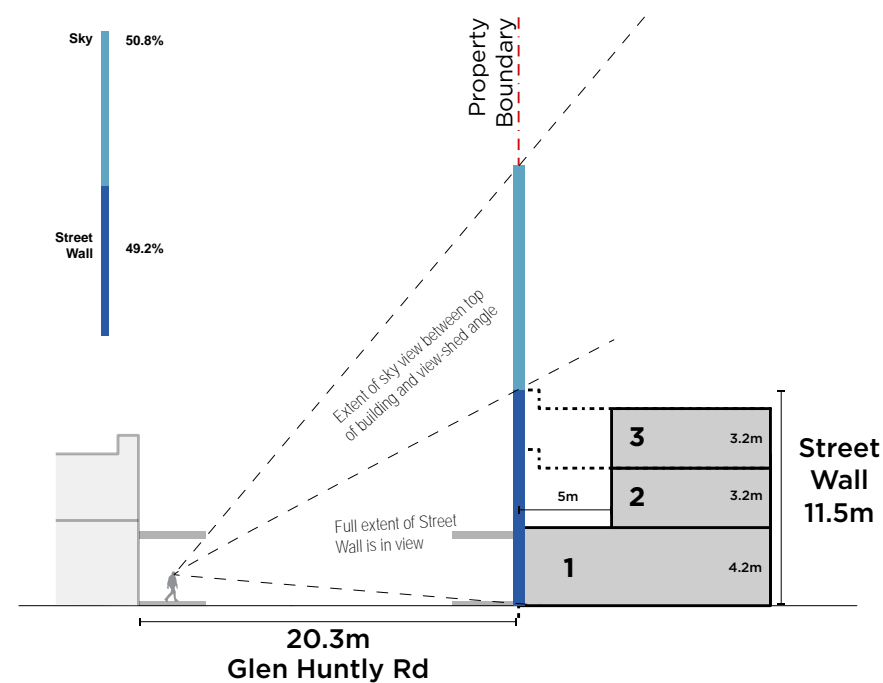 Sky
50.8%
Street
Wall
49.2%
Property
Boundary
Extent of sky view between top
of building and view-shed angle
Full extent of Street
Wall is in view
3
3.2m
2
3.2m
5m
1
4.2m
Street
Wall
11.5m
20.3m
Glen Huntly Rd